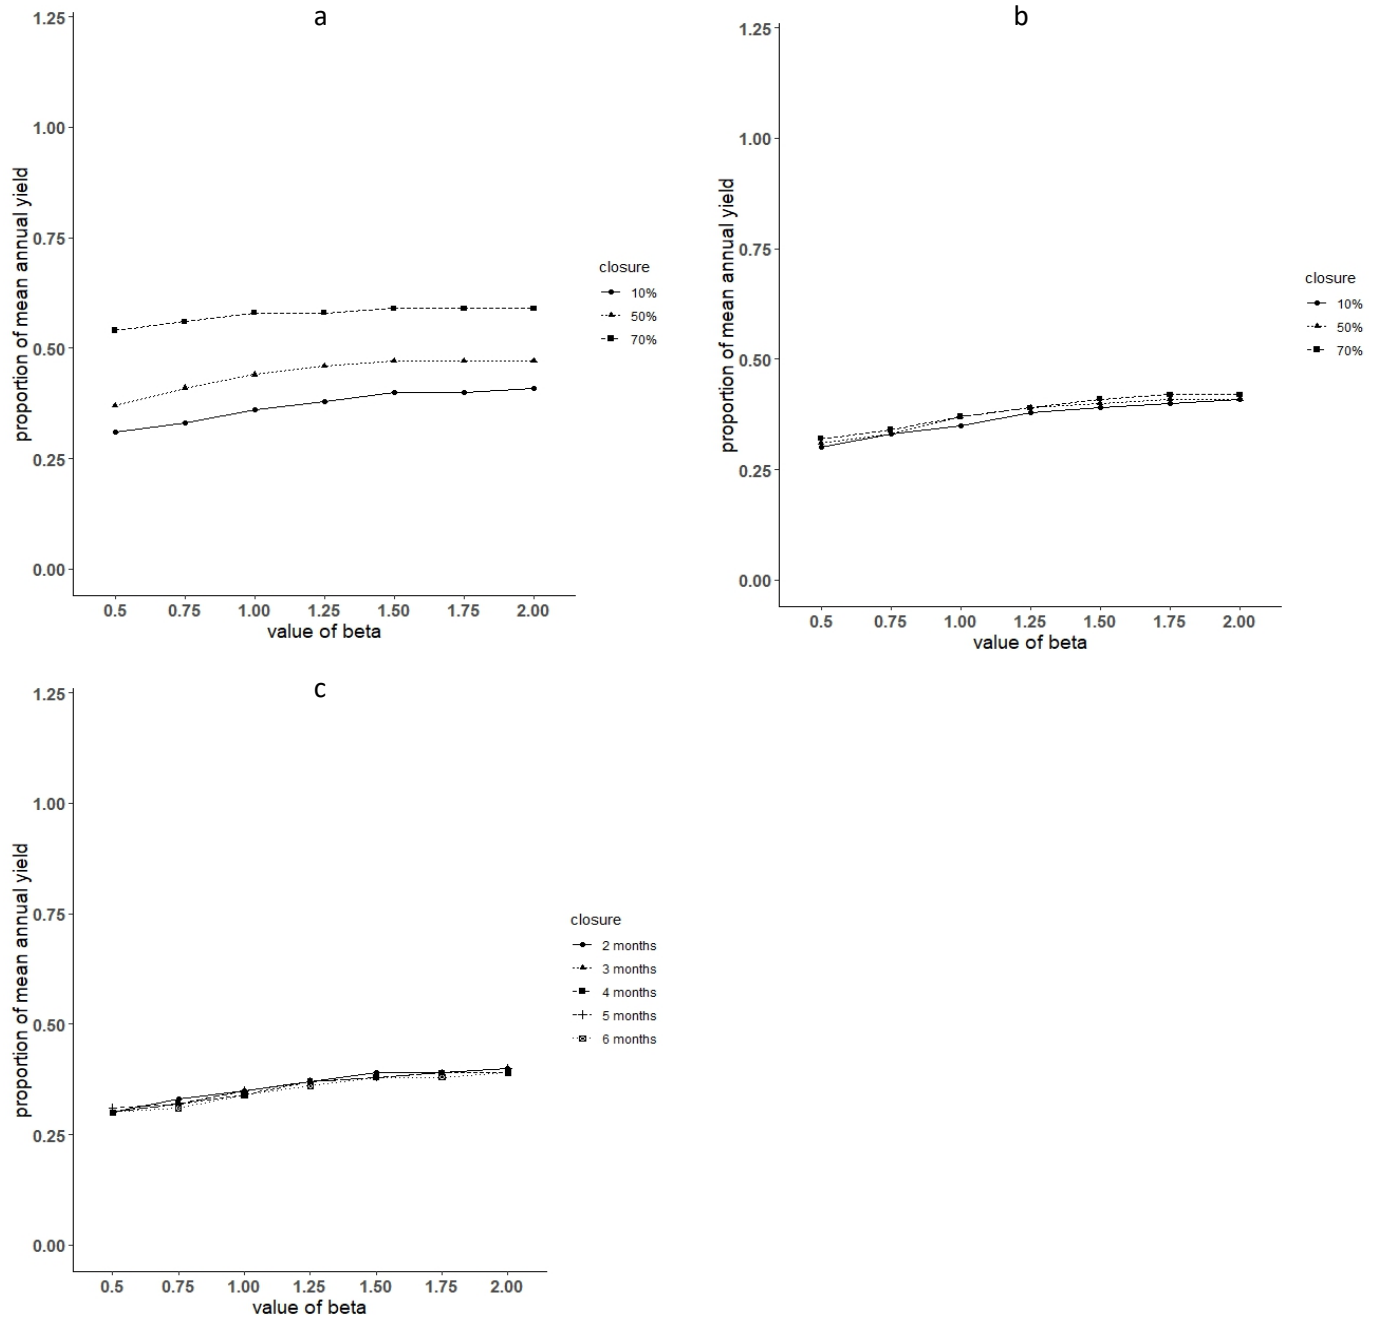 a
1.25
1.00
0.75
0.50
0.25
0.00
proportion of mean annual yield
0.5 0.75 1.00 1.25 1.50 1.75 2.00
value of beta
closure
10%
50%
70%
b
1.25
1.00
0.75
0.50
0.25
0.00
proportion of mean annual yield
0.5 0.75 1.00 1.25 1.50 1.75 2.00
value of beta
closure
10%
50%
70%
c
1.25
1.00
0.75
0.50
0.25
0.00
proportion of mean annual yield
0.5 0.75 1.00 1.25 1.50 1.75 2.00
value of beta
closure
2 months
3 months
4 months
5 months
6 months